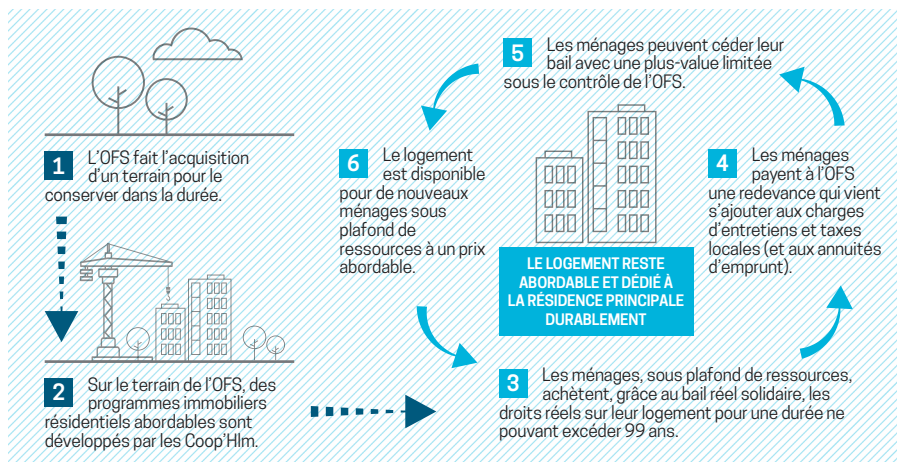 1 L’OFS fait l’acquisition
d’un terrain pour le
conserver dans la durée.
2 Sur le terrain de l’OFS, des
programmes immobiliers
résidentiels abordables sont
développés par les Coop’Hlm.
3 Les ménages, sous plafond de ressources,
achètent, grâce au bail réel solidaire, les
droits réels sur leur logement pour une durée ne
pouvant excéder 99 ans.
4 Les ménages
payent à l’OFS
une redevance qui vient
s’ajouter aux charges
d’entretiens et taxes
locales (et aux annuités
d’emprunt).
5 Les ménages peuvent céder leur
bail avec une plus-value limitée
sous le contrôle de l’OFS.
6 Le logement
est disponible
pour de nouveaux
ménages sous
plafond de
ressources à un prix
abordable.
LE LOGEMENT RESTE
ABORDABLE ET DÉDIÉ À
LA RÉSIDENCE PRINCIPALE
DURABLEMENT